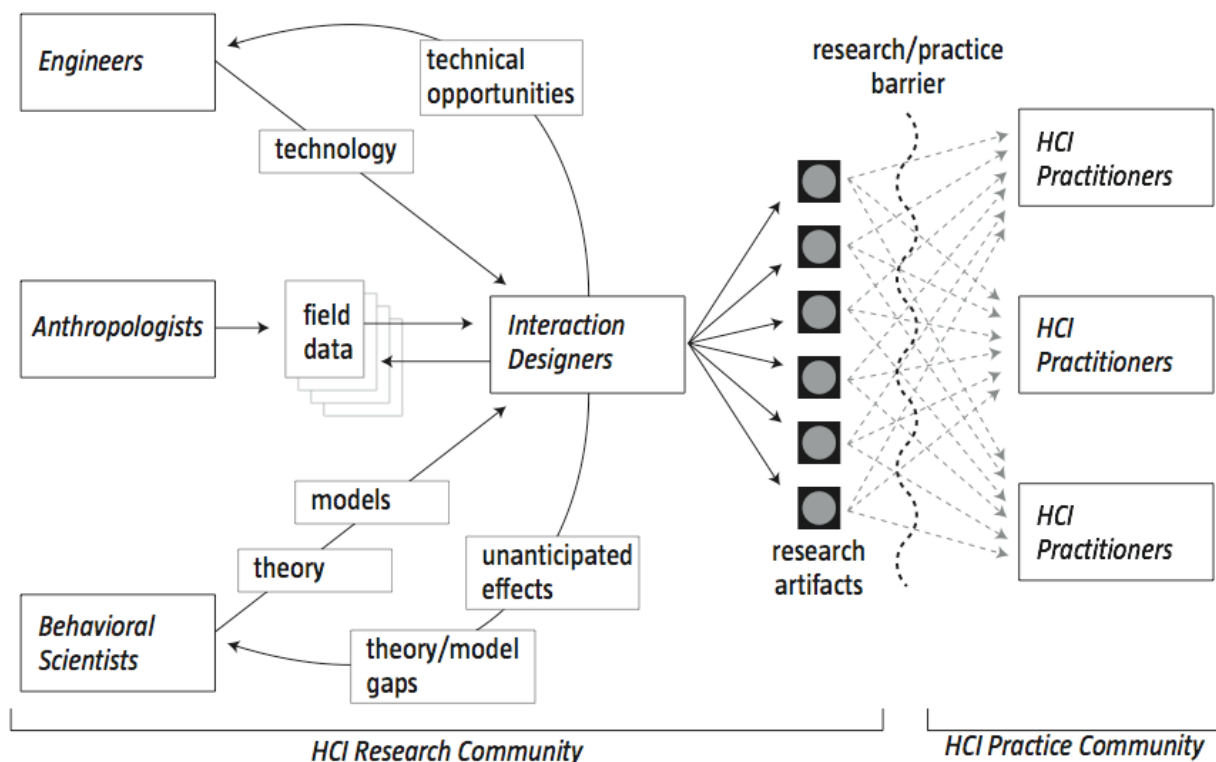 Engineers
technical
opportunities
technology
research/practice
barrier
HCI
Practitioners
Anthropologists
field
data
Interaction
Designers
HCI
Practitioners
models
theory
unanticipated
effects
Behavioral
Scientists
theory/model
gaps
research
artifacts
HCI
Practitioners
HCI Research Community
HCI Practice Community